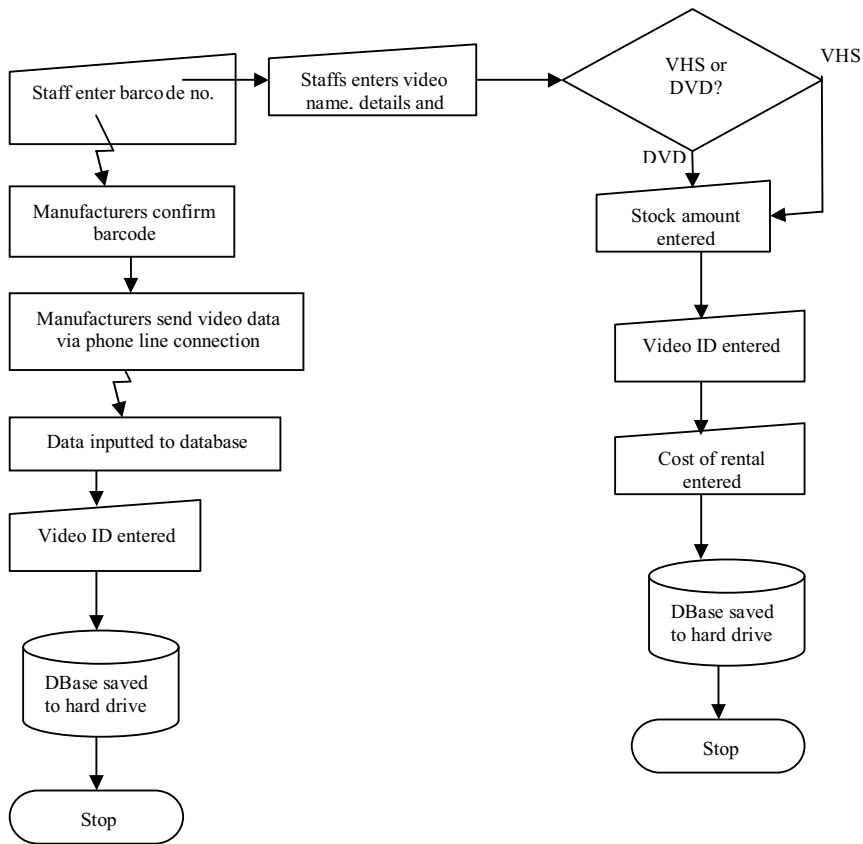 Staff enter barcode no.
Staffs enters video
name, details and
VHS or
DVD?
VHS
DVD
Manufacturers confirm
barcode
Stock amount
entered
Manufacturers send video data
via phone line connection
Video ID entered
Data inputted to database
Cost of rental
entered
Video ID entered
DBase saved
to hard drive
DBase saved
to hard drive
Stop
Stop